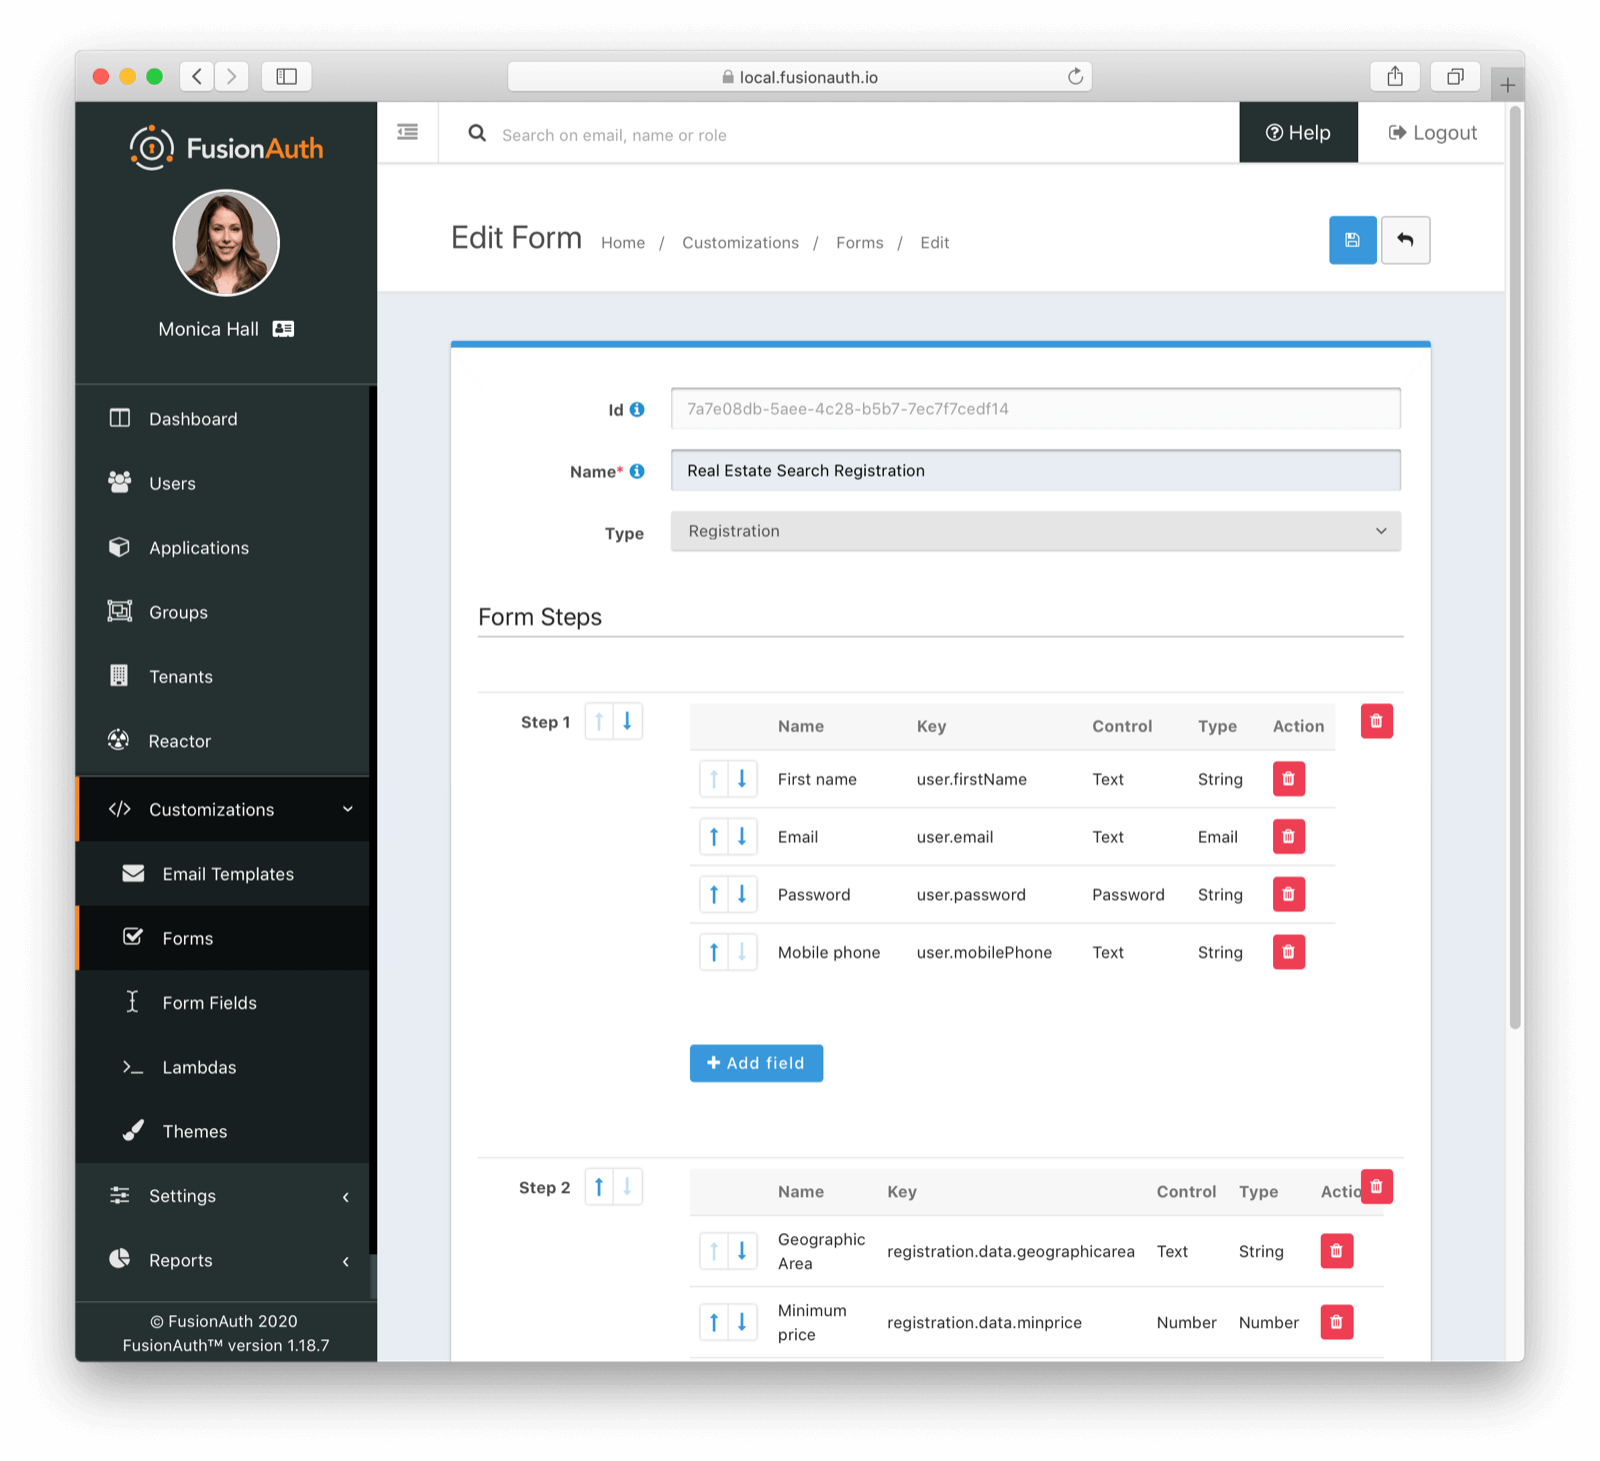 local.fusionauth.io
FusionAuth
Monica Hall
Dashboard
Users
Applications
Groups
Tenants
Reactor
Customizations
Email Templates
Forms
Form Fields
Lambdas
Themes
Settings
Reports
© FusionAuth 2020
FusionAuth™ version 1.18.7
Search on email, name or role
Help
Logout
Edit Form
Home / Customizations / Forms / Edit
Id 7a7e08db-5aee-4c28-b5b7-7ec7f7cedf14
Name* Real Estate Search Registration
Type Registration
Form Steps
Step 1
Name Key Control Type Action
First name user.firstName Text String
Email user.email Text Email
Password user.password Password String
Mobile phone user.mobilePhone Text String
+ Add field
Step 2
Name Key Control Type Actio
Geographic
Area registration.data.geographicarea Text String
Minimum
price registration.data.minprice Number Number